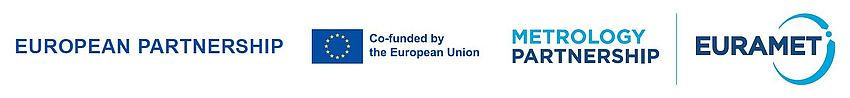 EUROPEAN PARTNERSHIP
Co-funded by
the European Union
METROLOGY
PARTNERSHIP
EURAMET